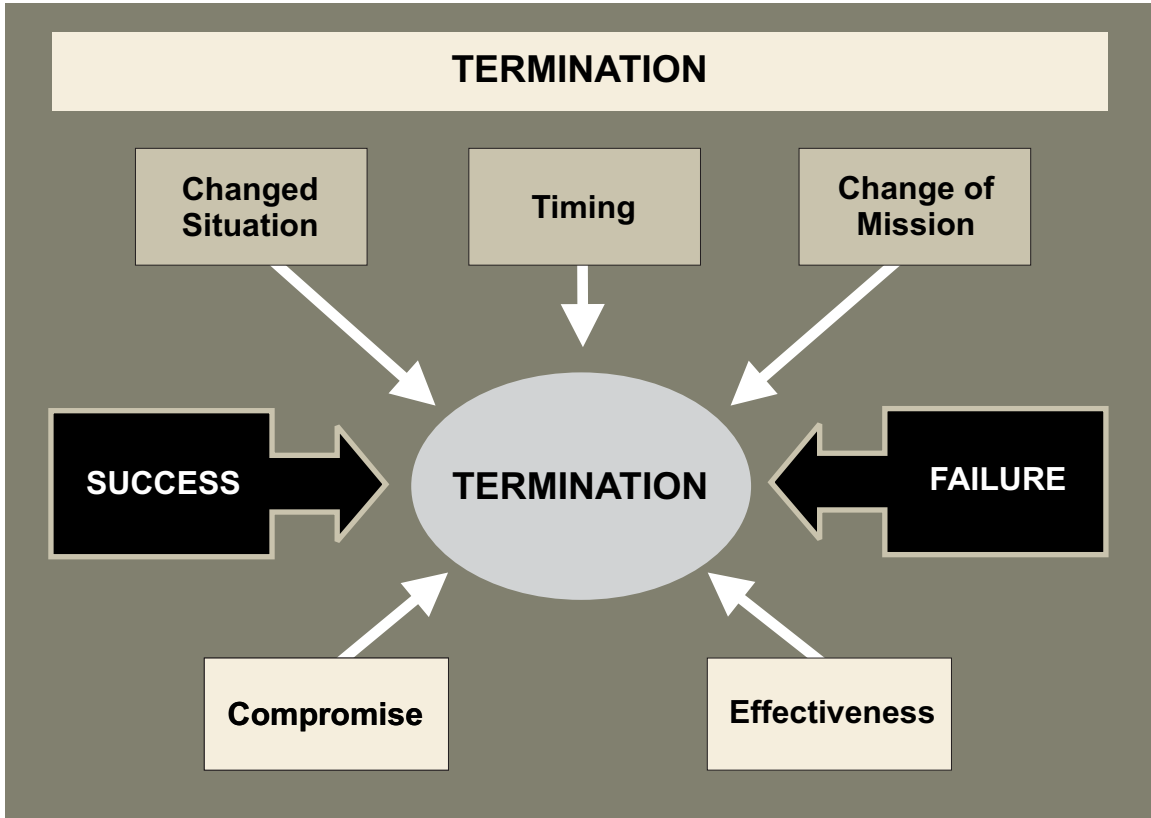 TERMINATION
Changed
Situation
Timing
Change of
Mission
SUCCESS
TERMINATION
FAILURE
Compromise
Effectiveness